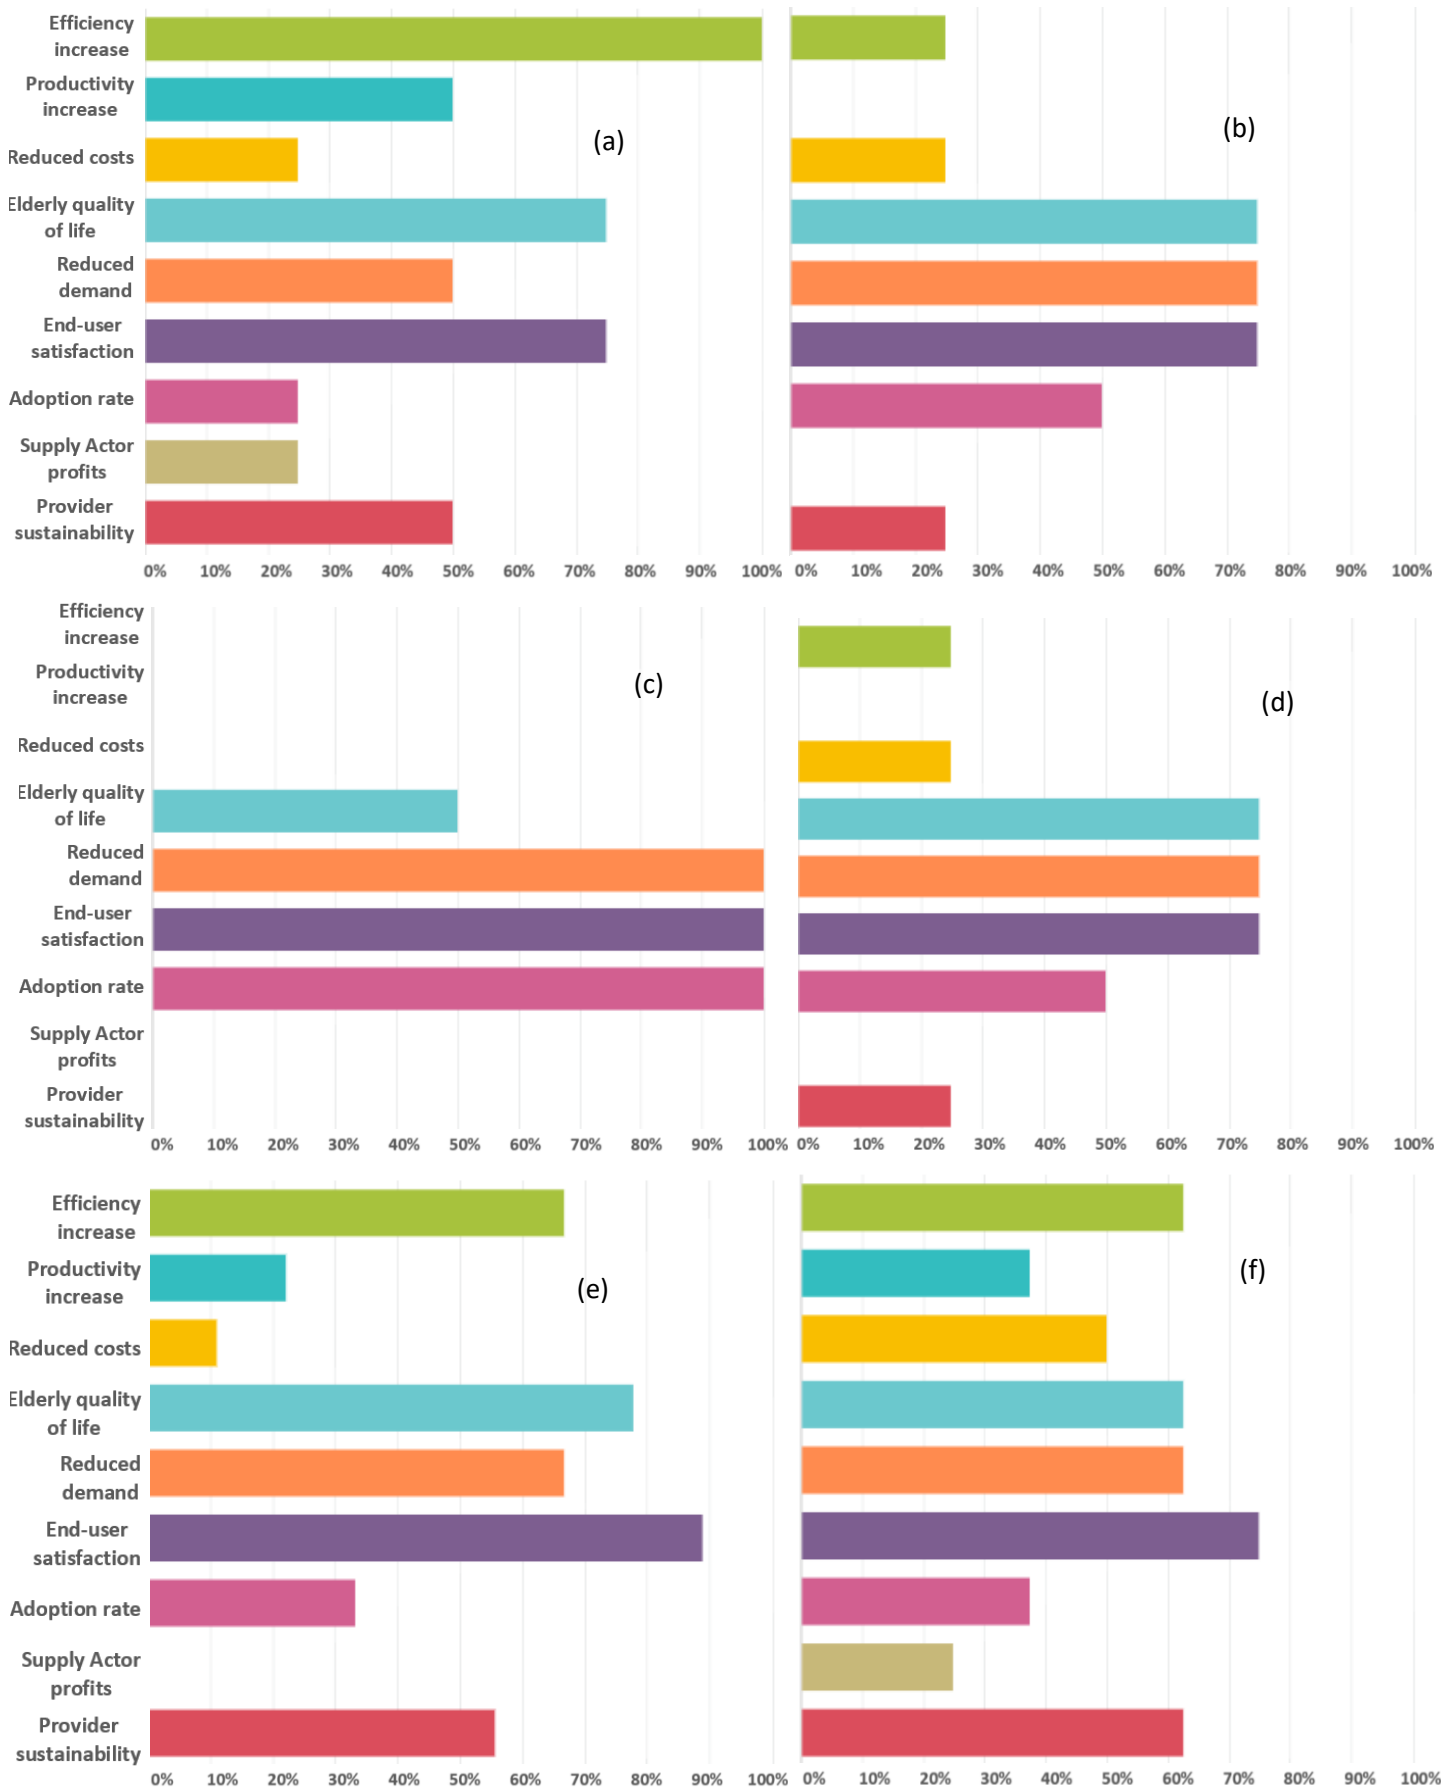 Efficiency
increase
Productivity
increase
Reduced costs
Elderly quality
of life
Reduced
demand
End-user
satisfaction
Adoption rate
Supply Actor
profits
Provider
sustainability
(a)
0% 10% 20% 30% 40% 50% 60% 70% 80% 90% 100%
(b)
0% 10% 20% 30% 40% 50% 60% 70% 80% 90% 100%
Efficiency
increase
Productivity
increase
Reduced costs
Elderly quality
of life
Reduced
demand
End-user
satisfaction
Adoption rate
Supply Actor
profits
Provider
sustainability
(c)
0% 10% 20% 30% 40% 50% 60% 70% 80% 90% 100%
(d)
0% 10% 20% 30% 40% 50% 60% 70% 80% 90% 100%
Efficiency
increase
Productivity
increase
Reduced costs
Elderly quality
of life
Reduced
demand
End-user
satisfaction
Adoption rate
Supply Actor
profits
Provider
sustainability
(e)
0% 10% 20% 30% 40% 50% 60% 70% 80% 90% 100%
(f)
0% 10% 20% 30% 40% 50% 60% 70% 80% 90% 100%